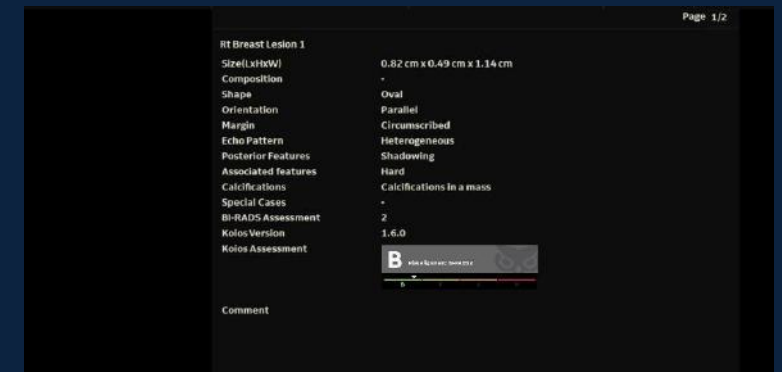 Page 1/2
Rt Breast Lesion 1
Size(LxHxW) 0.82 cm x 0.49 cm x 1.14 cm
Composition -
Shape Oval
Orientation Parallel
Margin Circumscribed
Echo Pattern Heterogeneous
Posterior Features Shadowing
Associated features Hard
Calcifications Calcifications in a mass
Special Cases -
BI-RADS Assessment 2
Koios Version 1.6.0
Koios Assessment
B
Comment